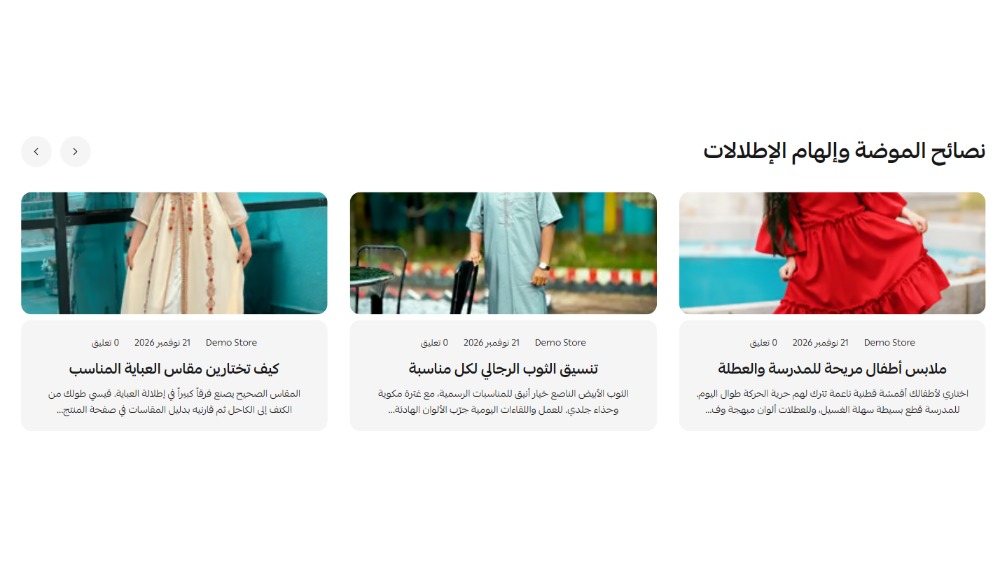 نصائح الموضة وإلهام الإطلالات
Demo Store 21 نوفمبر 2026 0 تعليق
ملابس أطفال مريحة للمدرسة والعطلة
اختاري لأطفالك أقمشة قطنية ناعمة تترك لهم حرية الحركة طوال اليوم.
للمدرسة قطع بسيطة سهلة الغسيل، وللعطلات ألوان مبهجة وف...
Demo Store 21 نوفمبر 2026 0 تعليق
تنسيق الثوب الرجالي لكل مناسبة
الثوب الأبيض الناصع خيار أنيق للمناسبات الرسمية، مع غترة مكوية
وحذاء جلدي. للعمل واللقاءات اليومية جرّب الألوان الهادئة...
Demo Store 21 نوفمبر 2026 0 تعليق
كيف تختارين مقاس العباية المناسب
المقاس الصحيح يصنع فرقاً كبيراً في إطلالة العباية. قيسي طولك من
الكتف إلى الكاحل ثم قارنيه بدليل المقاسات في صفحة المنتج...